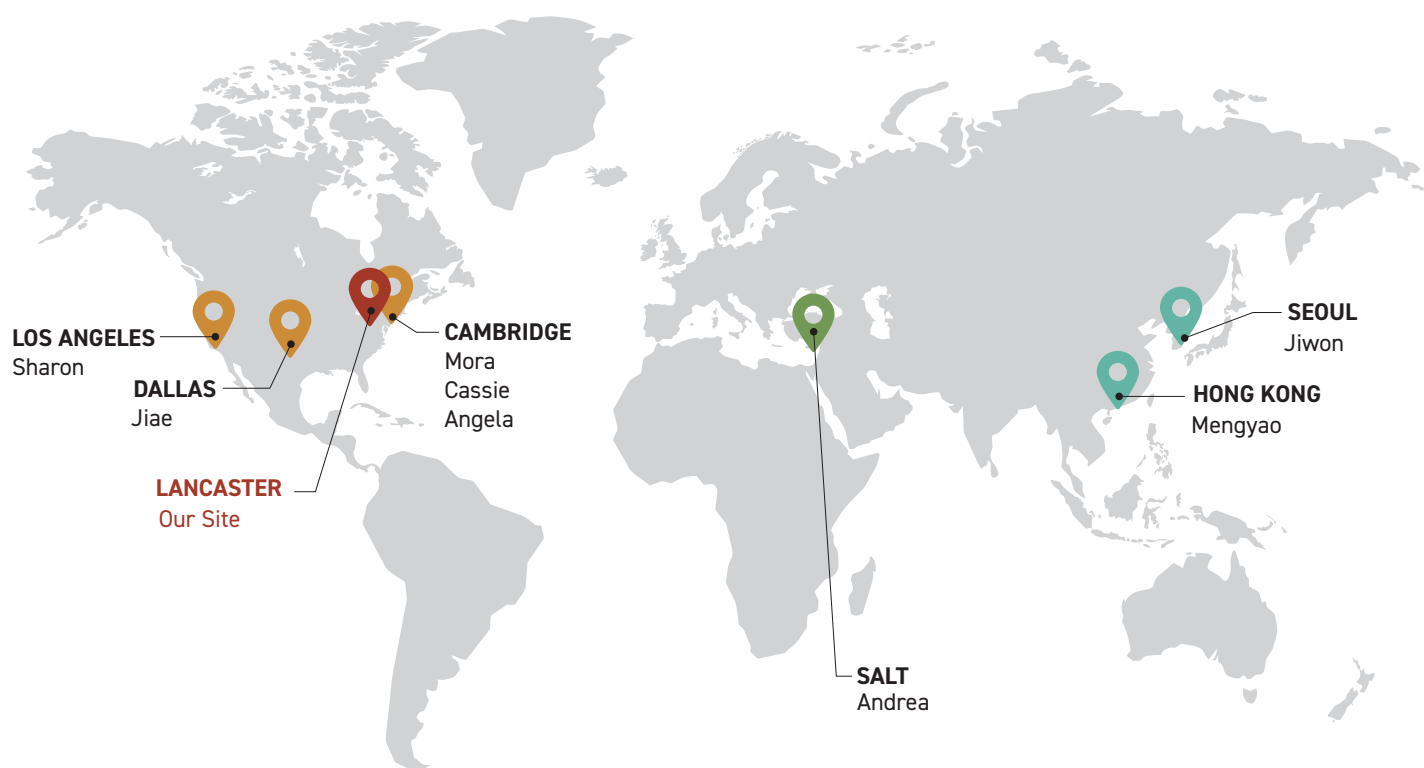 LOS ANGELES
Sharon
DALLAS
Jiae
LANCASTER
Our Site
CAMBRIDGE
Mora
Cassie
Angela
SALT
Andrea
SEOUL
Jiwon
HONG KONG
Mengyao